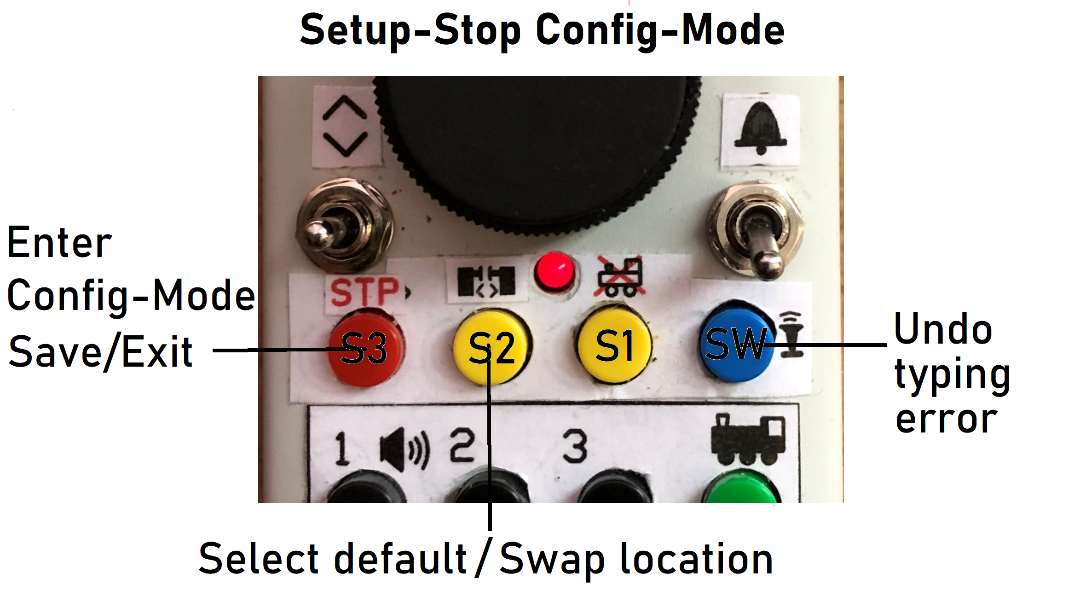 Setup-Stop Config-Mode
Enter
Config-Mode
Save/Exit
STP
S3
S2
S1
SW
Undo
typing
error
1
2
3
Select default/Swap location